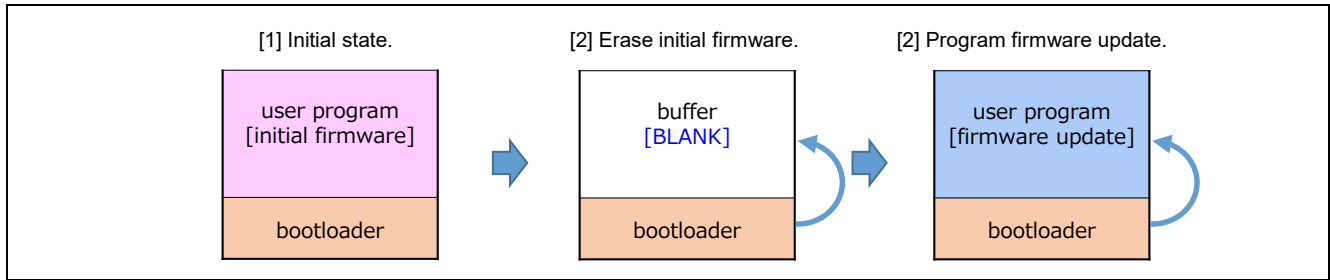 [1] Initial state.
[2] Erase initial firmware.
[2] Program firmware update.
user program
[initial firmware]
buffer
[BLANK]
user program
[firmware update]
bootloader
bootloader
bootloader